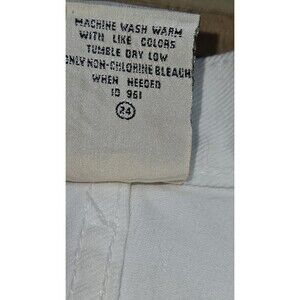 MACHINE WASH WARM
WITH LIKE COLORS
TUMBLE DRY LOW
ONLY NON-CHLORINE BLEACH
WHEN NEEDED
ID 961
24